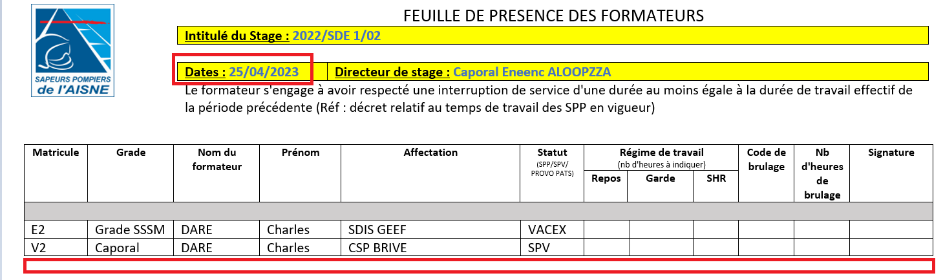 FEUILLE DE PRESENCE DES FORMATEURS
Intitulé du Stage : 2022/SDE 1/02
SAPEURS POMPIERS
de l'AISNE
Dates : 25/04/2023 Directeur de stage : Caporal Eneenc ALOOPZZA
Le formateur s'engage à avoir respecté une interruption de service d'une durée au moins égale à la durée de travail effectif de
la période précédente (Réf : décret relatif au temps de travail des SPP en vigueur)
Matricule Grade Nom du formateur Prénom Affectation Statut (SPP/SPV/ PROVO PATS) Régime de travail (nb d'heures à indiquer) Code de brulage Nb d'heures de brulage Signature
Repos Garde SHR
E2 Grade SSSM DARE Charles SDIS GEEF VACEX
V2 Caporal DARE Charles CSP BRIVE SPV